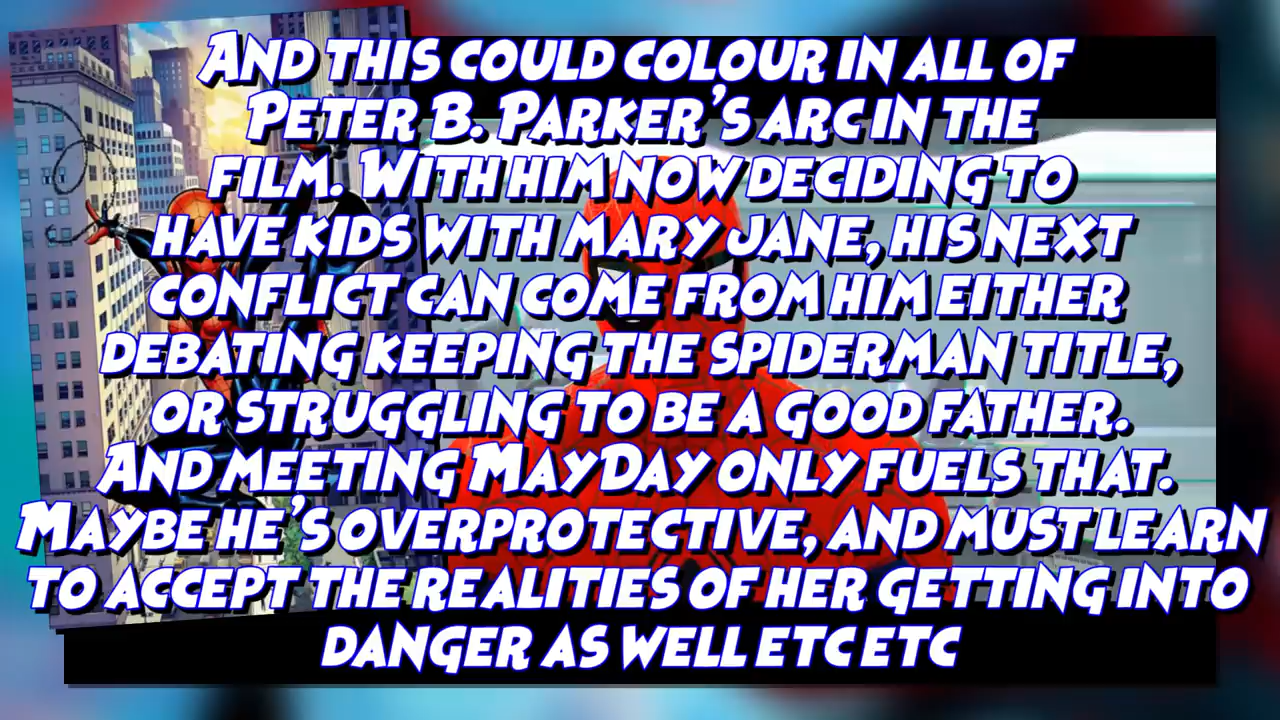 And this could colour in all of
Peter B. Parker's arc in the
film. With him now deciding to
have kids with Mary Jane, his next
conflict can come from him either
debating keeping the Spiderman title,
or struggling to be a good father.
And meeting MayDay only fuels that.
Maybe he's overprotective, and must learn
to accept the realities of her getting into
danger as well etc etc